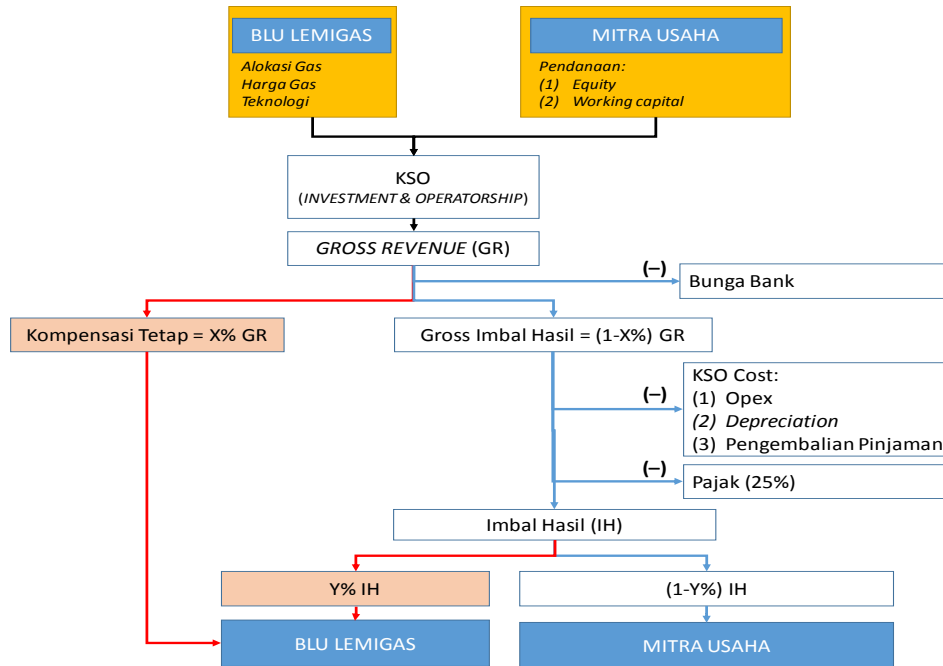 BLU LEMIGAS
Alokasi Gas
Harga Gas
Teknologi
MITRA USAHA
Pendanaan:
(1) Equity
(2) Working capital
KSO
(INVESTMENT & OPERATORSHIP)
GROSS REVENUE (GR)
(–)
Bunga Bank
Kompensasi Tetap = X% GR
Gross Imbal Hasil = (1-X%) GR
(–)
KSO Cost:
(1) Opex
(2) Depreciation
(3) Pengembalian Pinjaman
(–)
Pajak (25%)
Imbal Hasil (IH)
Y% IH
(1-Y%) IH
BLU LEMIGAS
MITRA USAHA